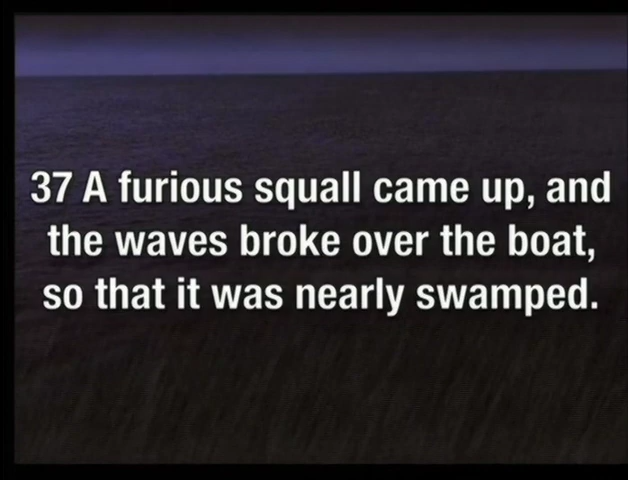 37 A furious squall came up, and
the waves broke over the boat,
so that it was nearly swamped.